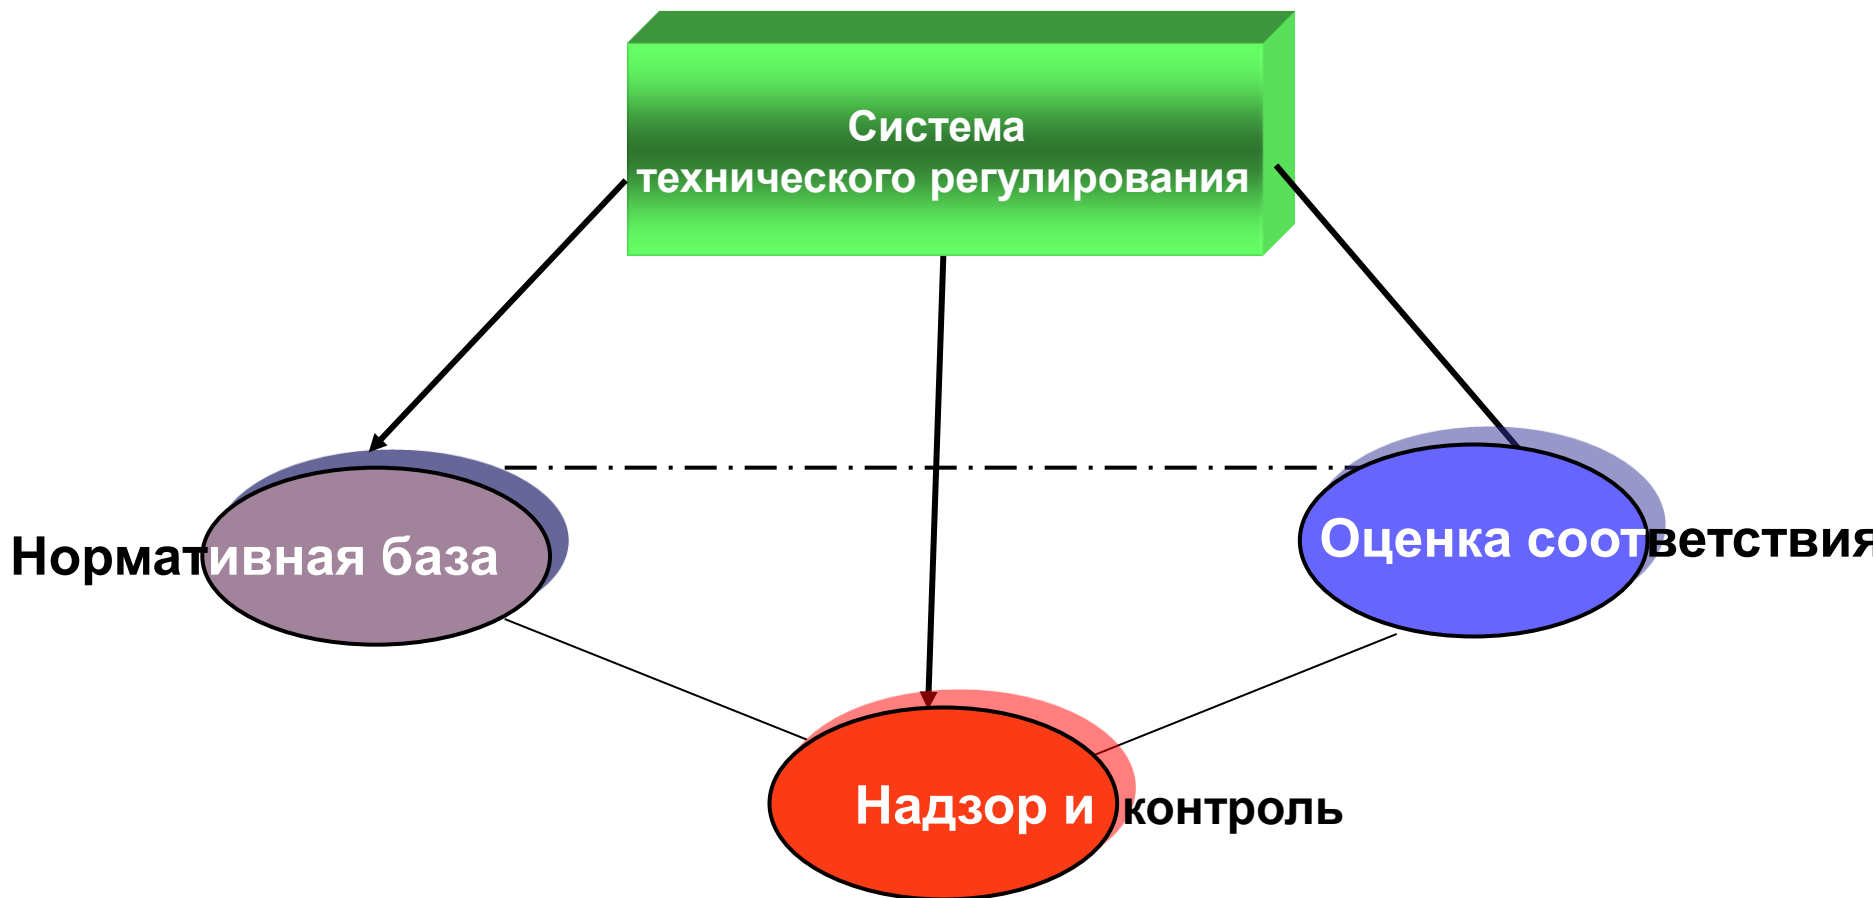 Система
технического регулирования
Нормативная база
Оценка соответствия
Надзор и контроль